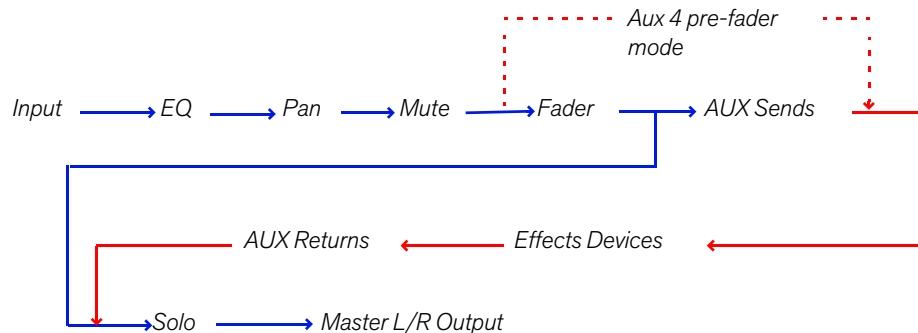 Aux 4 pre-fader
mode
Input EQ Pan Mute Fader AUX Sends
AUX Returns Effects Devices
Solo Master L/R Output